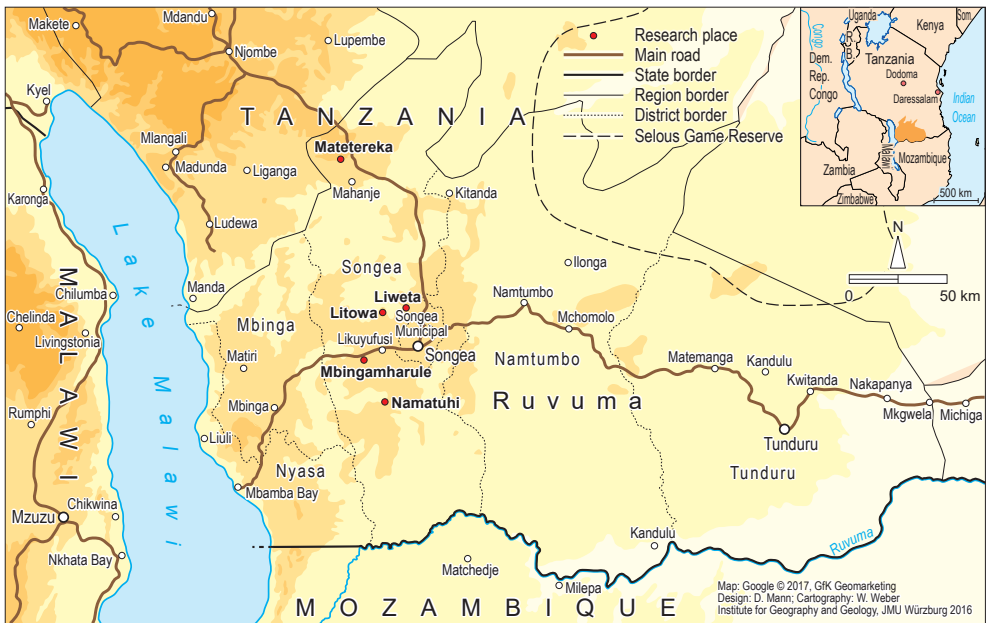 Makete
Mdandu
Njombe
Lupembe
Kyel
TANZANIA
Mlangali
Madunda
Liganga
Matetereka
Mahanje
Kitanda
Karonga
Ludewa
Lake Malawi
MALAWI
Songea
Ilonga
Manda
Chilumba
Liweta
Litowa
Songea
Municipal
Namtumbo
Mchomolo
Chelinda
Livingstonia
Mbinga
Likuyufusi
Songea
Matiri
Mbingamharule
Namtumbo
Matemanga
Kandulu
Kwitanda
Nakapanya
Mkgwela
Michiga
Rumphi
Mbinga
Namatuhi
Ruvuma
Liuli
Tunduru
Tunduru
Nyasa
Mbamba Bay
Chikwina
Mzuzu
Nkhata Bay
Kandulu
Ruvuma
Matchedje
Milepa
MOZAMBIQUE
Research place
Main road
State border
Region border
District border
Selous Game Reserve
Uganda
Som.
Kenya
R.
B.
Congo
Dem.
Rep.
Congo
Tanzania
Dodoma
Daressalam
Indian
Ocean
Zambia
Malawi
Mozambique
Zimbabwe
500 km
N
0 50 km
Map: Google © 2017, GfK Geomarketing
Design: D. Mann; Cartography: W. Weber
Institute for Geography and Geology, JMU Würzburg 2016